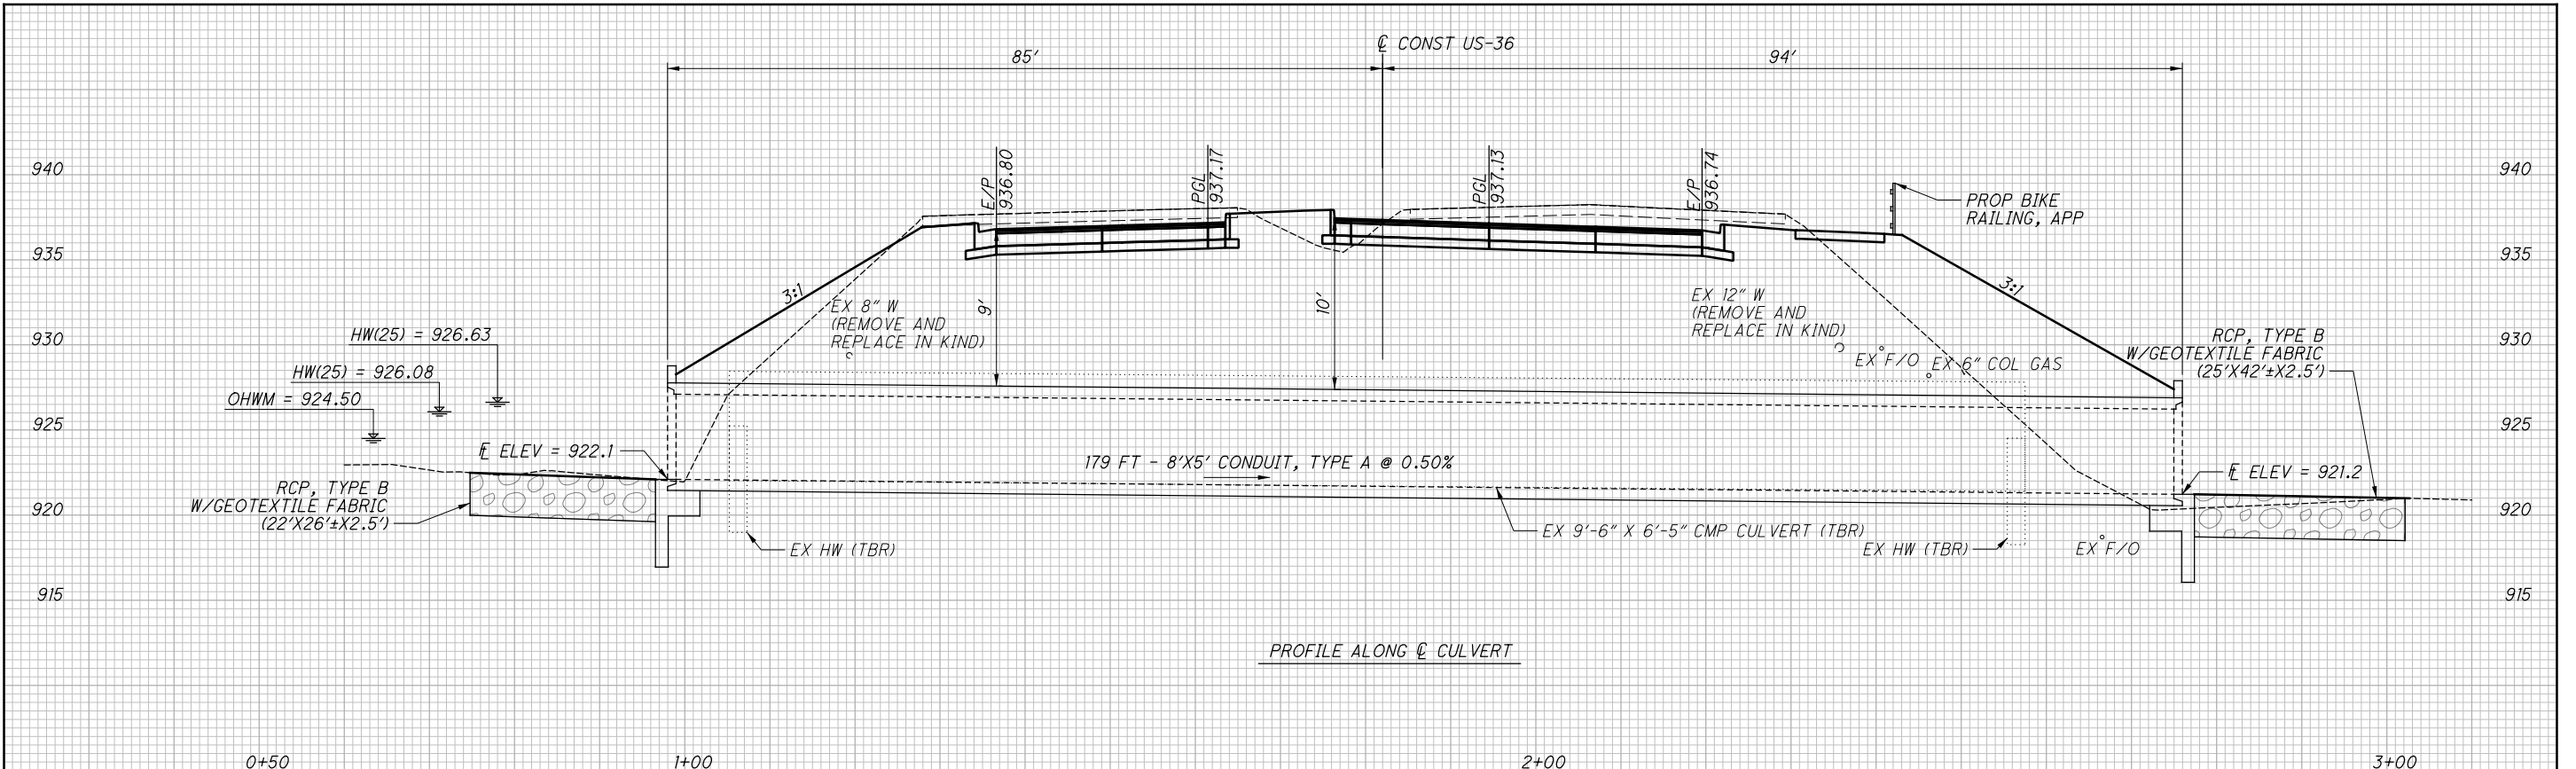 ℄ CONST US-36
85'
94'
940
940
E/P
936.80
PGL
937.17
PGL
937.13
E/P
936.74
PROP BIKE
RAILING, APP
935
935
3:1
3:1
EX 8" W
(REMOVE AND
REPLACE IN KIND)
9'
10'
EX 12" W
(REMOVE AND
REPLACE IN KIND)
HW(25) = 926.63
930
930
RCP, TYPE B
W/GEOTEXTILE FABRIC
(25'X42'±X2.5')
EX F/O
EX 6" COL GAS
HW(25) = 926.08
OHWM = 924.50
925
925
FL ELEV = 922.1
179 FT - 8'X5' CONDUIT, TYPE A @ 0.50%
FL ELEV = 921.2
RCP, TYPE B
W/GEOTEXTILE FABRIC
(22'X26'±X2.5')
920
920
EX 9'-6" X 6'-5" CMP CULVERT (TBR)
EX HW (TBR)
EX HW (TBR)
EX F/O
915
915
PROFILE ALONG ℄ CULVERT
0+50
1+00
2+00
3+00